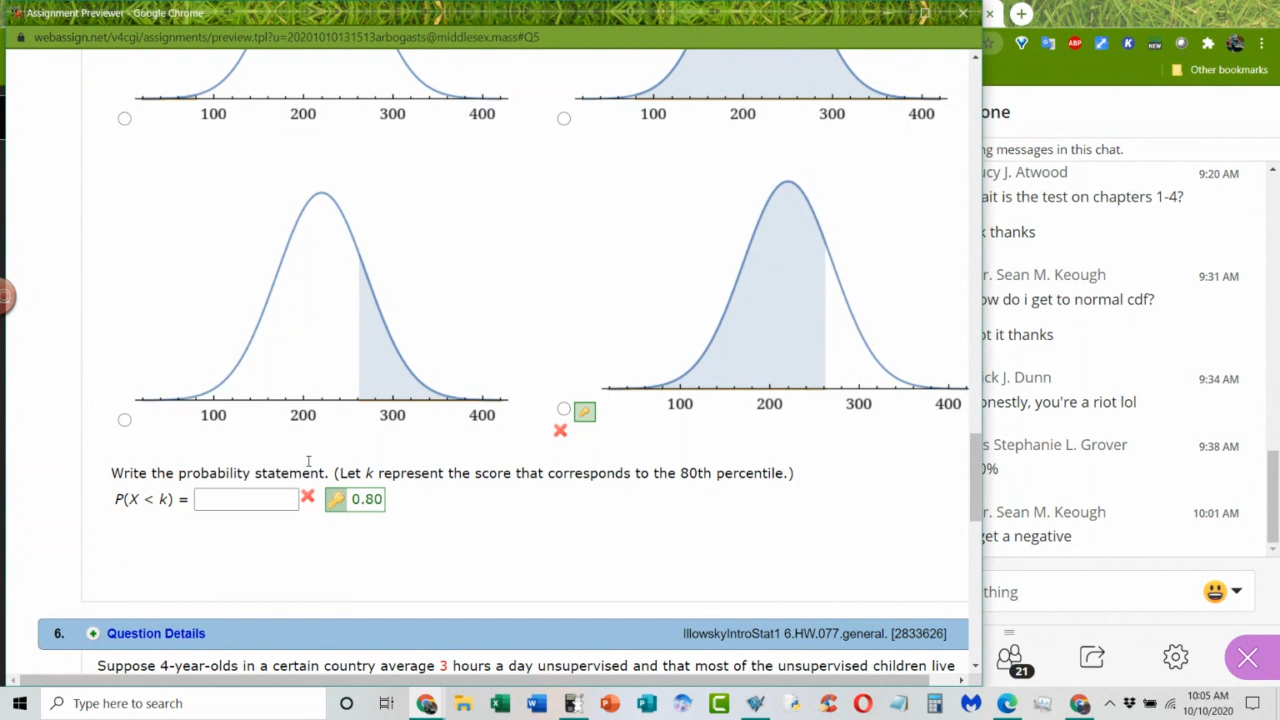 Assignment Previewer - Google Chrome
webassign.net/v4cgi/assignments/preview.tpl?u=20201010131513arbogasts@middlesex.mass#Q5
ABP
K
NEW
Other bookmarks
100 200 300 400
100 200 300 400
100 200 300 400
100 200 300 400
Write the probability statement. (Let k represent the score that corresponds to the 80th percentile.)
P(X < k) =
0.80
6.
Question Details
IllowskyIntroStat1 6.HW.077.general. [2833626]
Suppose 4-year-olds in a certain country average 3 hours a day unsupervised and that most of the unsupervised children live
one
ng messages in this chat.
ucy J. Atwood 9:20 AM
ait is the test on chapters 1-4?
k thanks
r. Sean M. Keough 9:31 AM
ow do i get to normal cdf?
ot it thanks
ick J. Dunn 9:34 AM
onestly, you're a riot lol
s Stephanie L. Grover 9:38 AM
0%
r. Sean M. Keough 10:01 AM
get a negative
thing
21
Type here to search
10:05 AM
10/10/2020